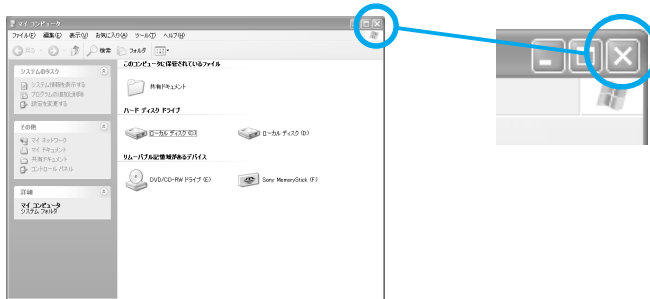 マイ コンピュータ
ファイル(F) 編集(E) 表示(V) お気に入り(A) ツール(T) ヘルプ(H)
戻る 検索 フォルダ
システムのタスク
システム情報を表示する
プログラムの追加と削除
設定を変更する
その他
マイ ネットワーク
マイ ドキュメント
共有ドキュメント
コントロール パネル
詳細
マイ コンピュータ
システム フォルダ
このコンピュータに保管されているファイル
共有ドキュメント
ハード ディスク ドライブ
ローカル ディスク (C)
ローカル ディスク (D)
リムーバブル記憶域があるデバイス
DVD/CD-RW ドライブ (E)
Sony MemoryStick (F)